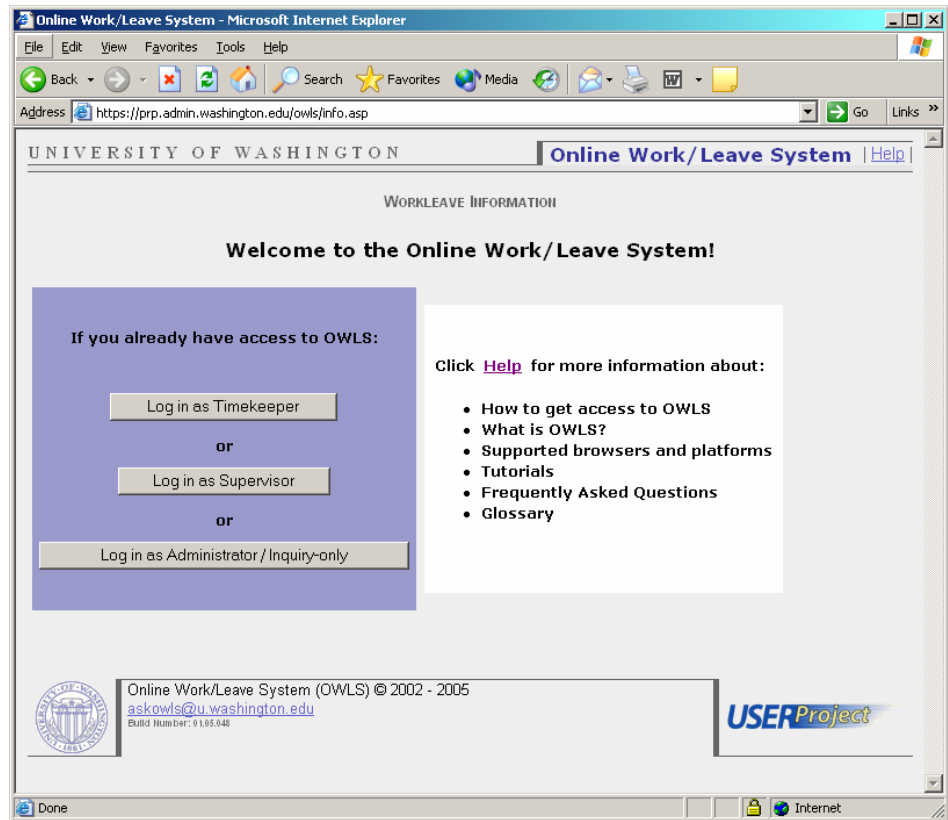 Online Work/Leave System - Microsoft Internet Explorer
File Edit View Favorites Tools Help
Back Search Favorites Media
Address https://prp.admin.washington.edu/owls/info.asp Go Links »
UNIVERSITY OF WASHINGTON Online Work/Leave System | Help |
WORKLEAVE INFORMATION
Welcome to the Online Work/Leave System!
If you already have access to OWLS:
Log in as Timekeeper
or
Log in as Supervisor
or
Log in as Administrator / Inquiry-only
Click Help for more information about:
• How to get access to OWLS
• What is OWLS?
• Supported browsers and platforms
• Tutorials
• Frequently Asked Questions
• Glossary
Online Work/Leave System (OWLS) © 2002 - 2005
askowls@u.washington.edu
Build Number: 01.05.048
USERProject
Done Internet